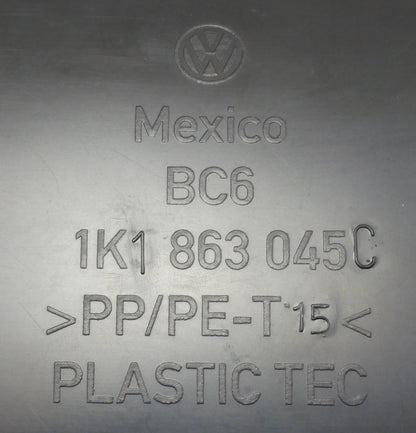 Mexico
BC6
1K1 863 045C
>PP/PE-T15<
PLASTIC TEC